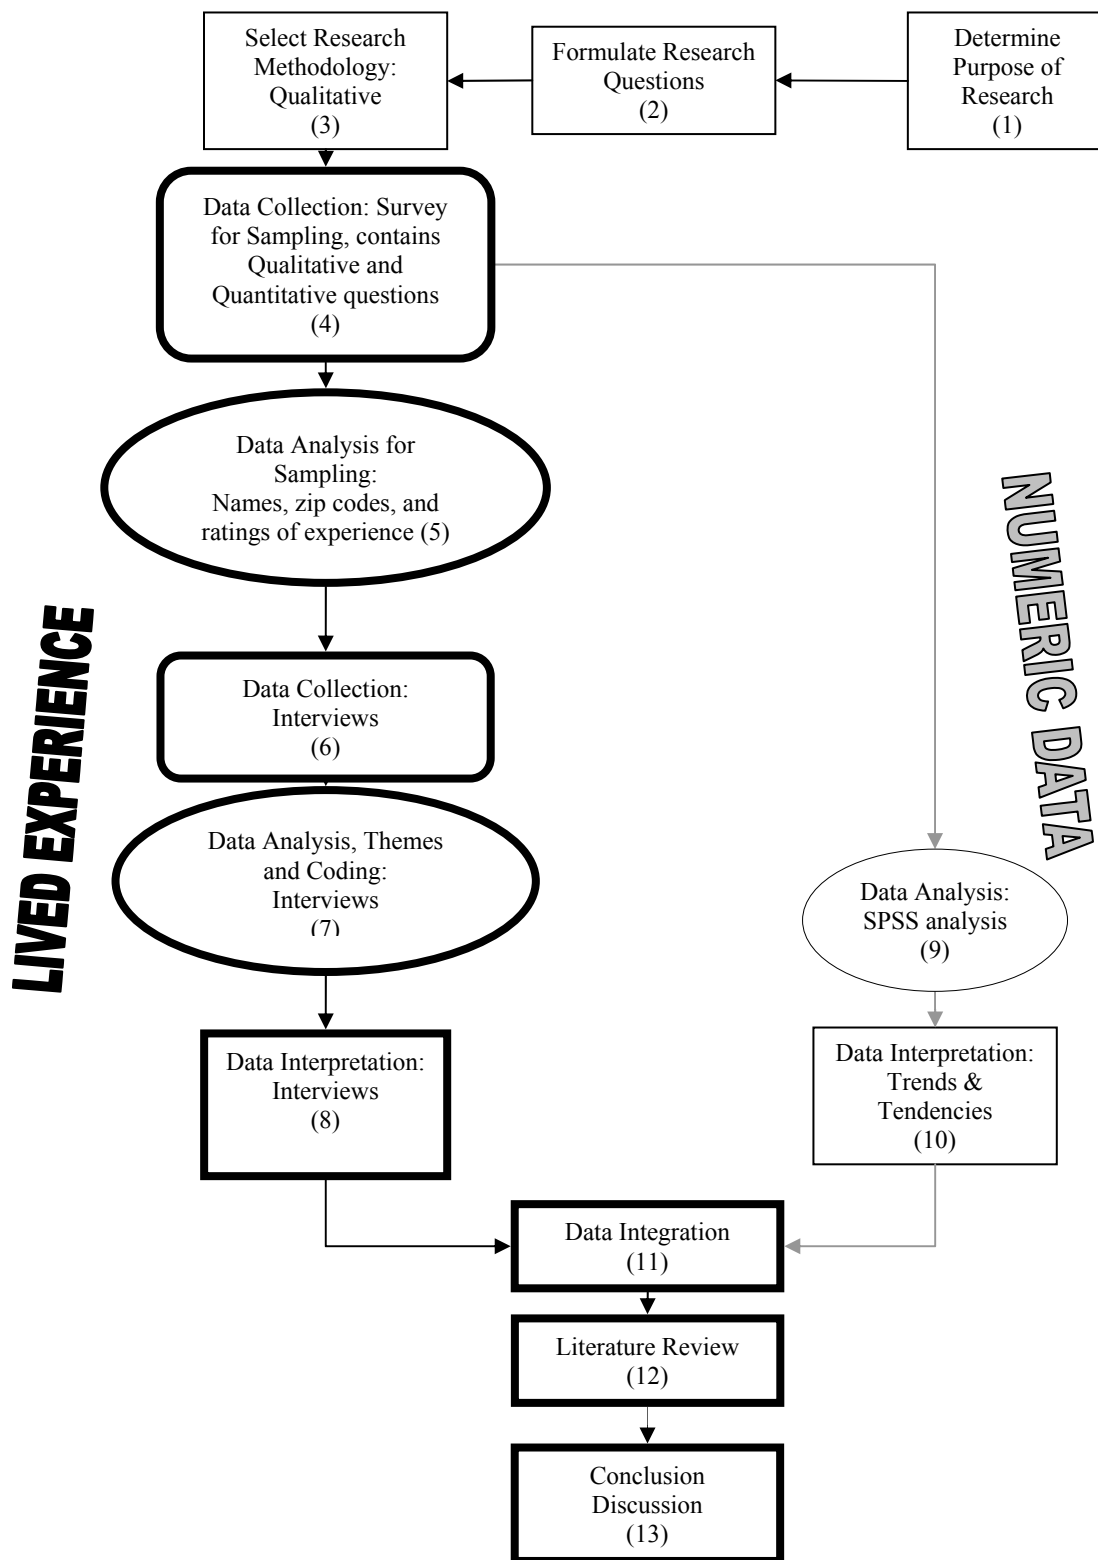 Determine
Purpose of
Research
(1)
Formulate Research
Questions
(2)
Select Research
Methodology:
Qualitative
(3)
Data Collection: Survey
for Sampling, contains
Qualitative and
Quantitative questions
(4)
Data Analysis for
Sampling:
Names, zip codes, and
ratings of experience (5)
Data Collection:
Interviews
(6)
Data Analysis, Themes
and Coding:
Interviews
(7)
Data Interpretation:
Interviews
(8)
LIVED EXPERIENCE
NUMERIC DATA
Data Analysis:
SPSS analysis
(9)
Data Interpretation:
Trends &
Tendencies
(10)
Data Integration
(11)
Literature Review
(12)
Conclusion
Discussion
(13)